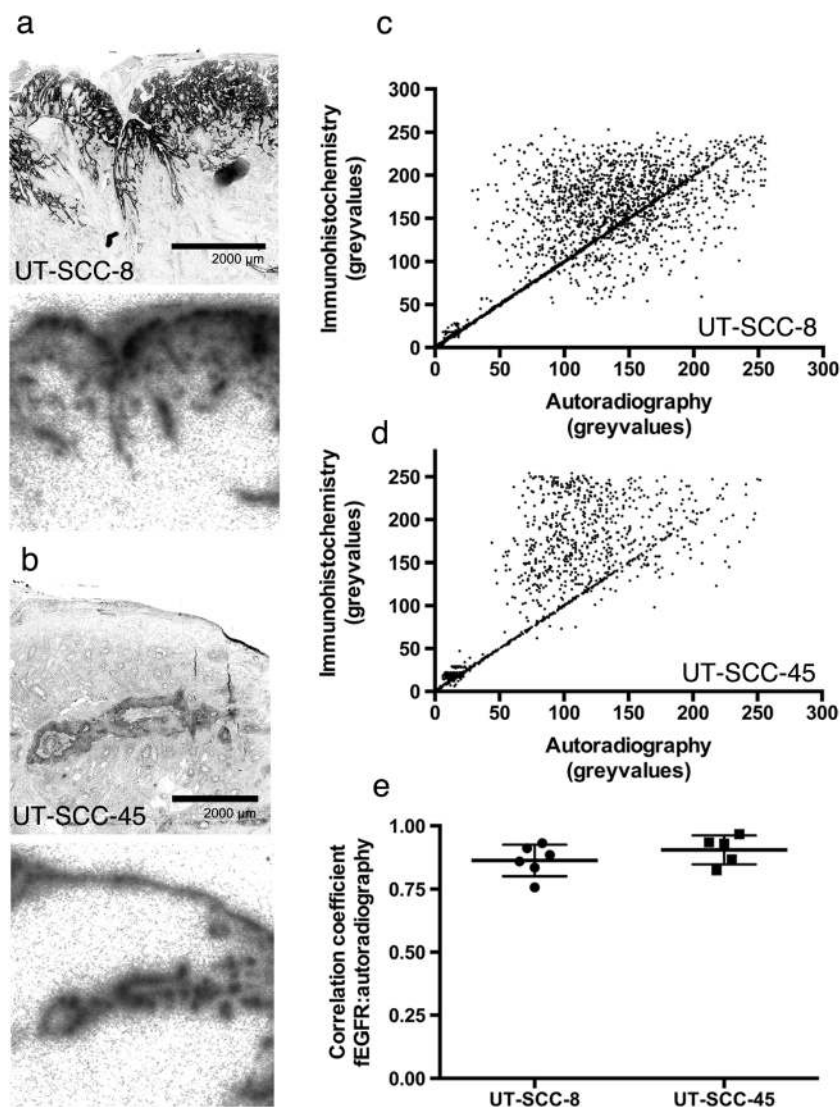 a
2000 µm
UT-SCC-8
b
2000 µm
UT-SCC-45
c
300
250
200
150
100
50
0
Immunohistochemistry
(greyvalues)
UT-SCC-8
0 50 100 150 200 250 300
Autoradiography
(greyvalues)
d
250
200
150
100
50
0
Immunohistochemistry
(greyvalues)
UT-SCC-45
0 50 100 150 200 250 300
Autoradiography
(greyvalues)
e
1.00
0.75
0.50
0.25
0.00
Correlation coefficient
fEGFR:autoradiography
UT-SCC-8 UT-SCC-45